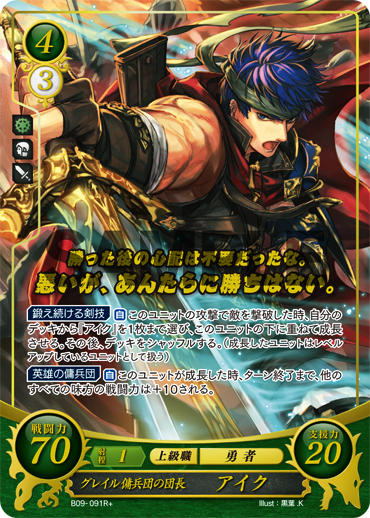 4
3
勝った後の心配は不要だったな。
悪いが、あんたらに勝ちはない。
鍛え続ける剣技 自 このユニットの攻撃で敵を撃破した時、自分の
デッキから「アイク」を1枚まで選び、このユニットの下に重ねて成長
させる。その後、デッキをシャッフルする。(成長したユニットはレベル
アップしているユニットとして扱う)
英雄の傭兵団 自 このユニットが成長した時、ターン終了まで、他の
すべての味方の戦闘力は+10される。
戦闘力 70
射程 1 上級職 勇者
支援力 20
グレイル傭兵団の団長 アイク
B09-091R+ Illust:黒葉.K